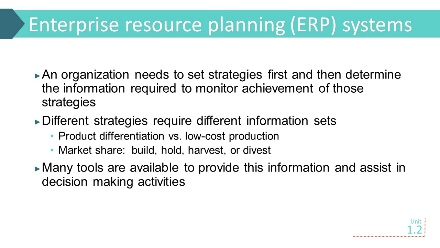 Enterprise resource planning (ERP) systems
▸An organization needs to set strategies first and then determine
the information required to monitor achievement of those
strategies
▸Different strategies require different information sets
• Product differentiation vs. low-cost production
• Market share: build, hold, harvest, or divest
▸Many tools are available to provide this information and assist in
decision making activities
Unit
1.2